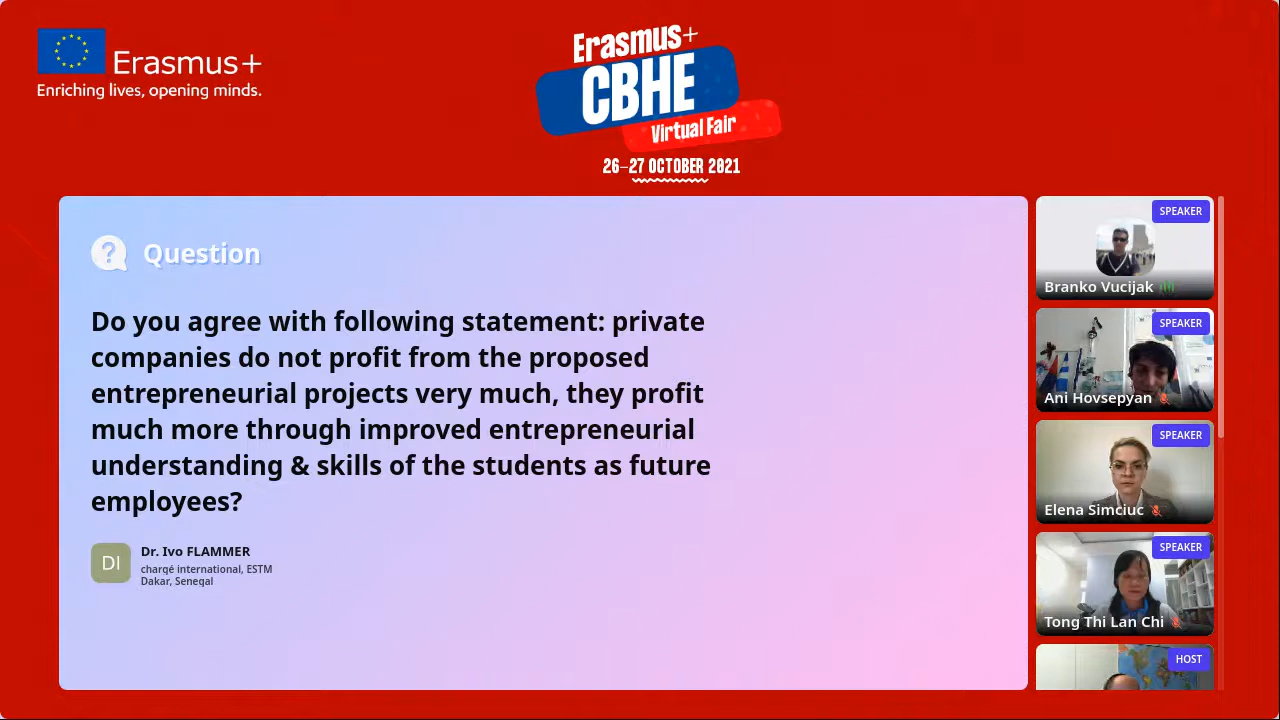 Erasmus+
Enriching lives, opening minds.
Erasmus+
CBHE
Virtual Fair
26–27 OCTOBER 2021
Question
Do you agree with following statement: private
companies do not profit from the proposed
entrepreneurial projects very much, they profit
much more through improved entrepreneurial
understanding & skills of the students as future
employees?
DI
Dr. Ivo FLAMMER
chargé international, ESTM
Dakar, Senegal
SPEAKER
Branko Vucijak
SPEAKER
Ani Hovsepyan
SPEAKER
Elena Simciuc
SPEAKER
Tong Thi Lan Chi
HOST